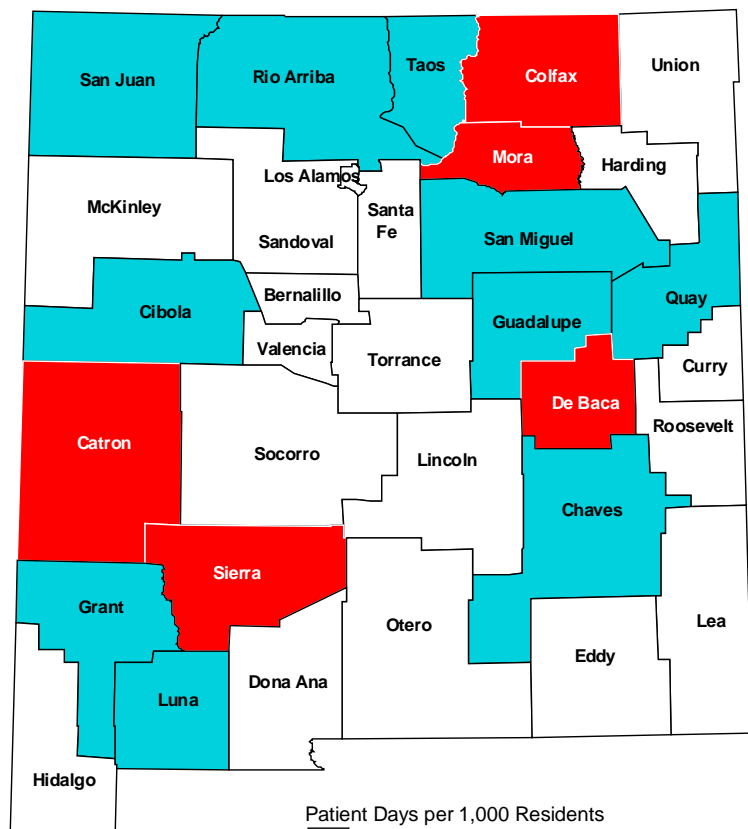 Union
Taos
Colfax
Rio Arriba
San Juan
Mora
Harding
Los Alamos
McKinley
Santa
Fe
Sandoval
San Miguel
Bernalillo
Quay
Cibola
Guadalupe
Valencia
Torrance
Curry
De Baca
Roosevelt
Catron
Socorro
Lincoln
Chaves
Sierra
Grant
Otero
Lea
Eddy
Dona Ana
Luna
Hidalgo
Patient Days per 1,000 Residents